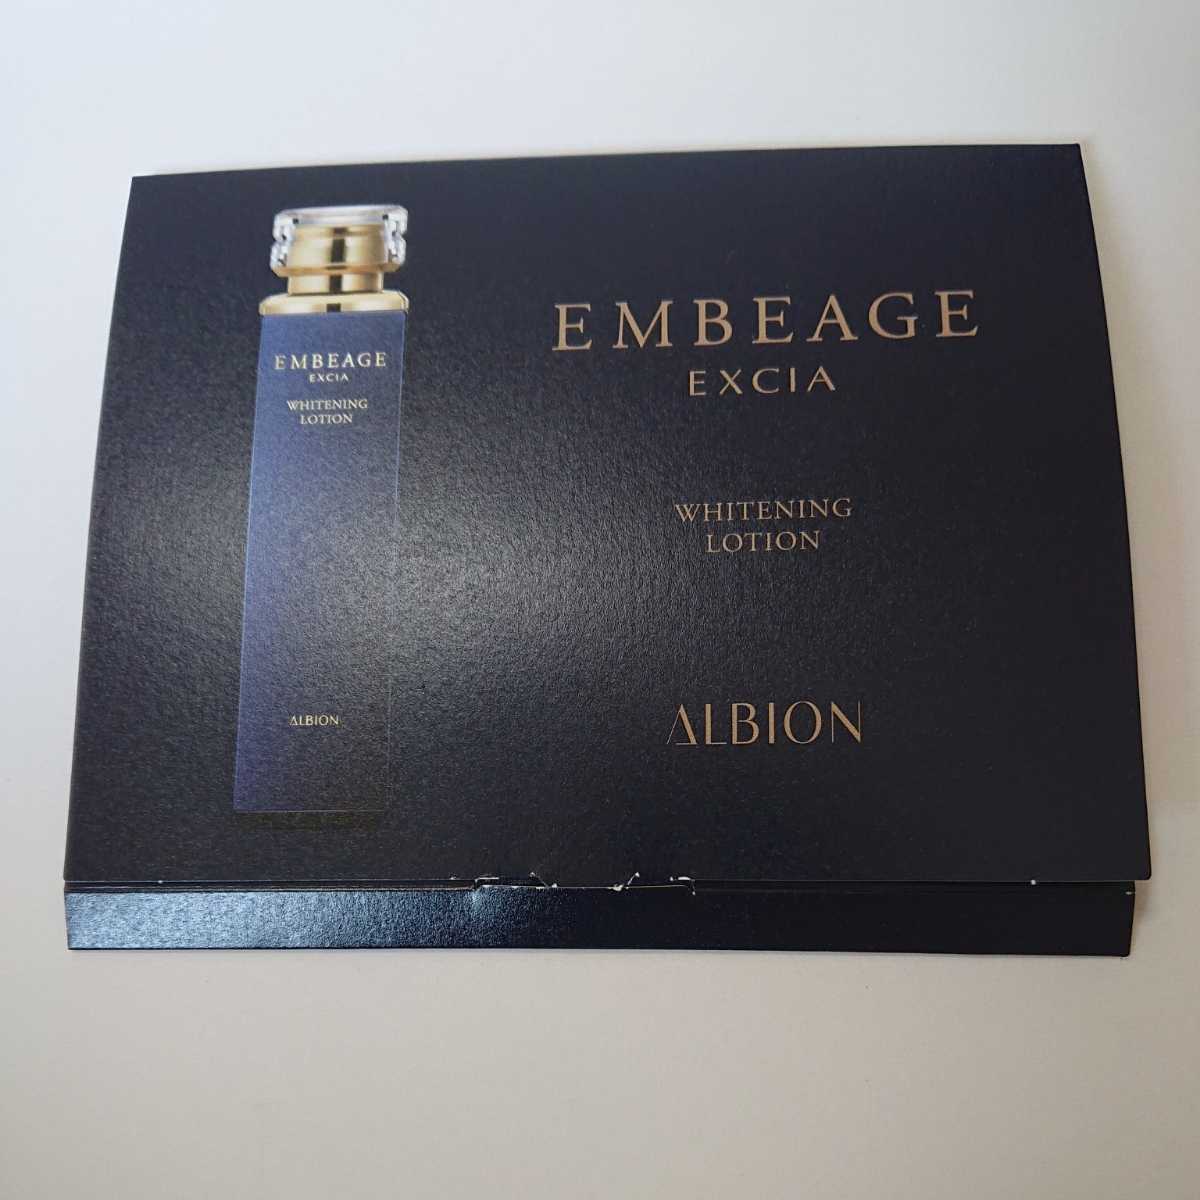 EMBEAGE
EXCIA
WHITENING
LOTION
ALBION
EMBEAGE
EXCIA
WHITENING
LOTION
ALBION